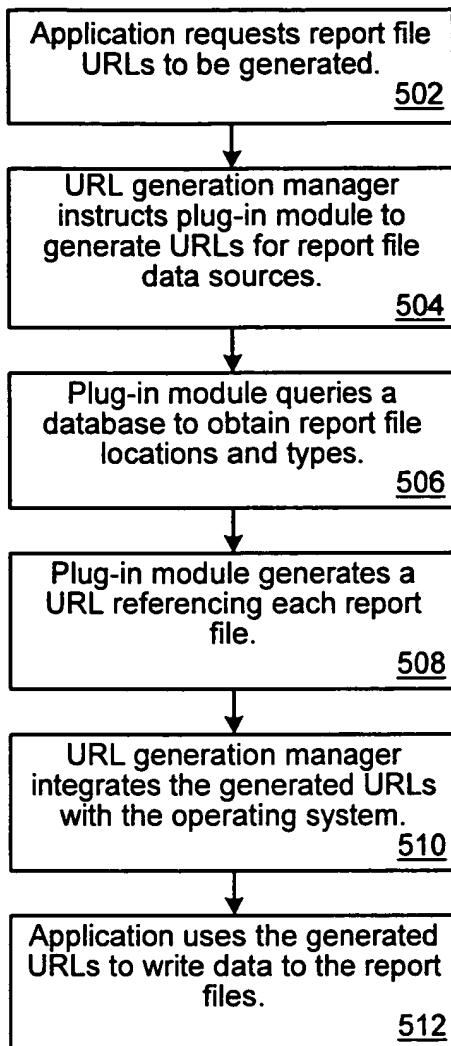 Application requests report file
URLs to be generated.
502
URL generation manager
instructs plug-in module to
generate URLs for report file
data sources.
504
Plug-in module queries a
database to obtain report file
locations and types.
506
Plug-in module generates a
URL referencing each report
file.
508
URL generation manager
integrates the generated URLs
with the operating system.
510
Application uses the generated
URLs to write data to the report
files.
512